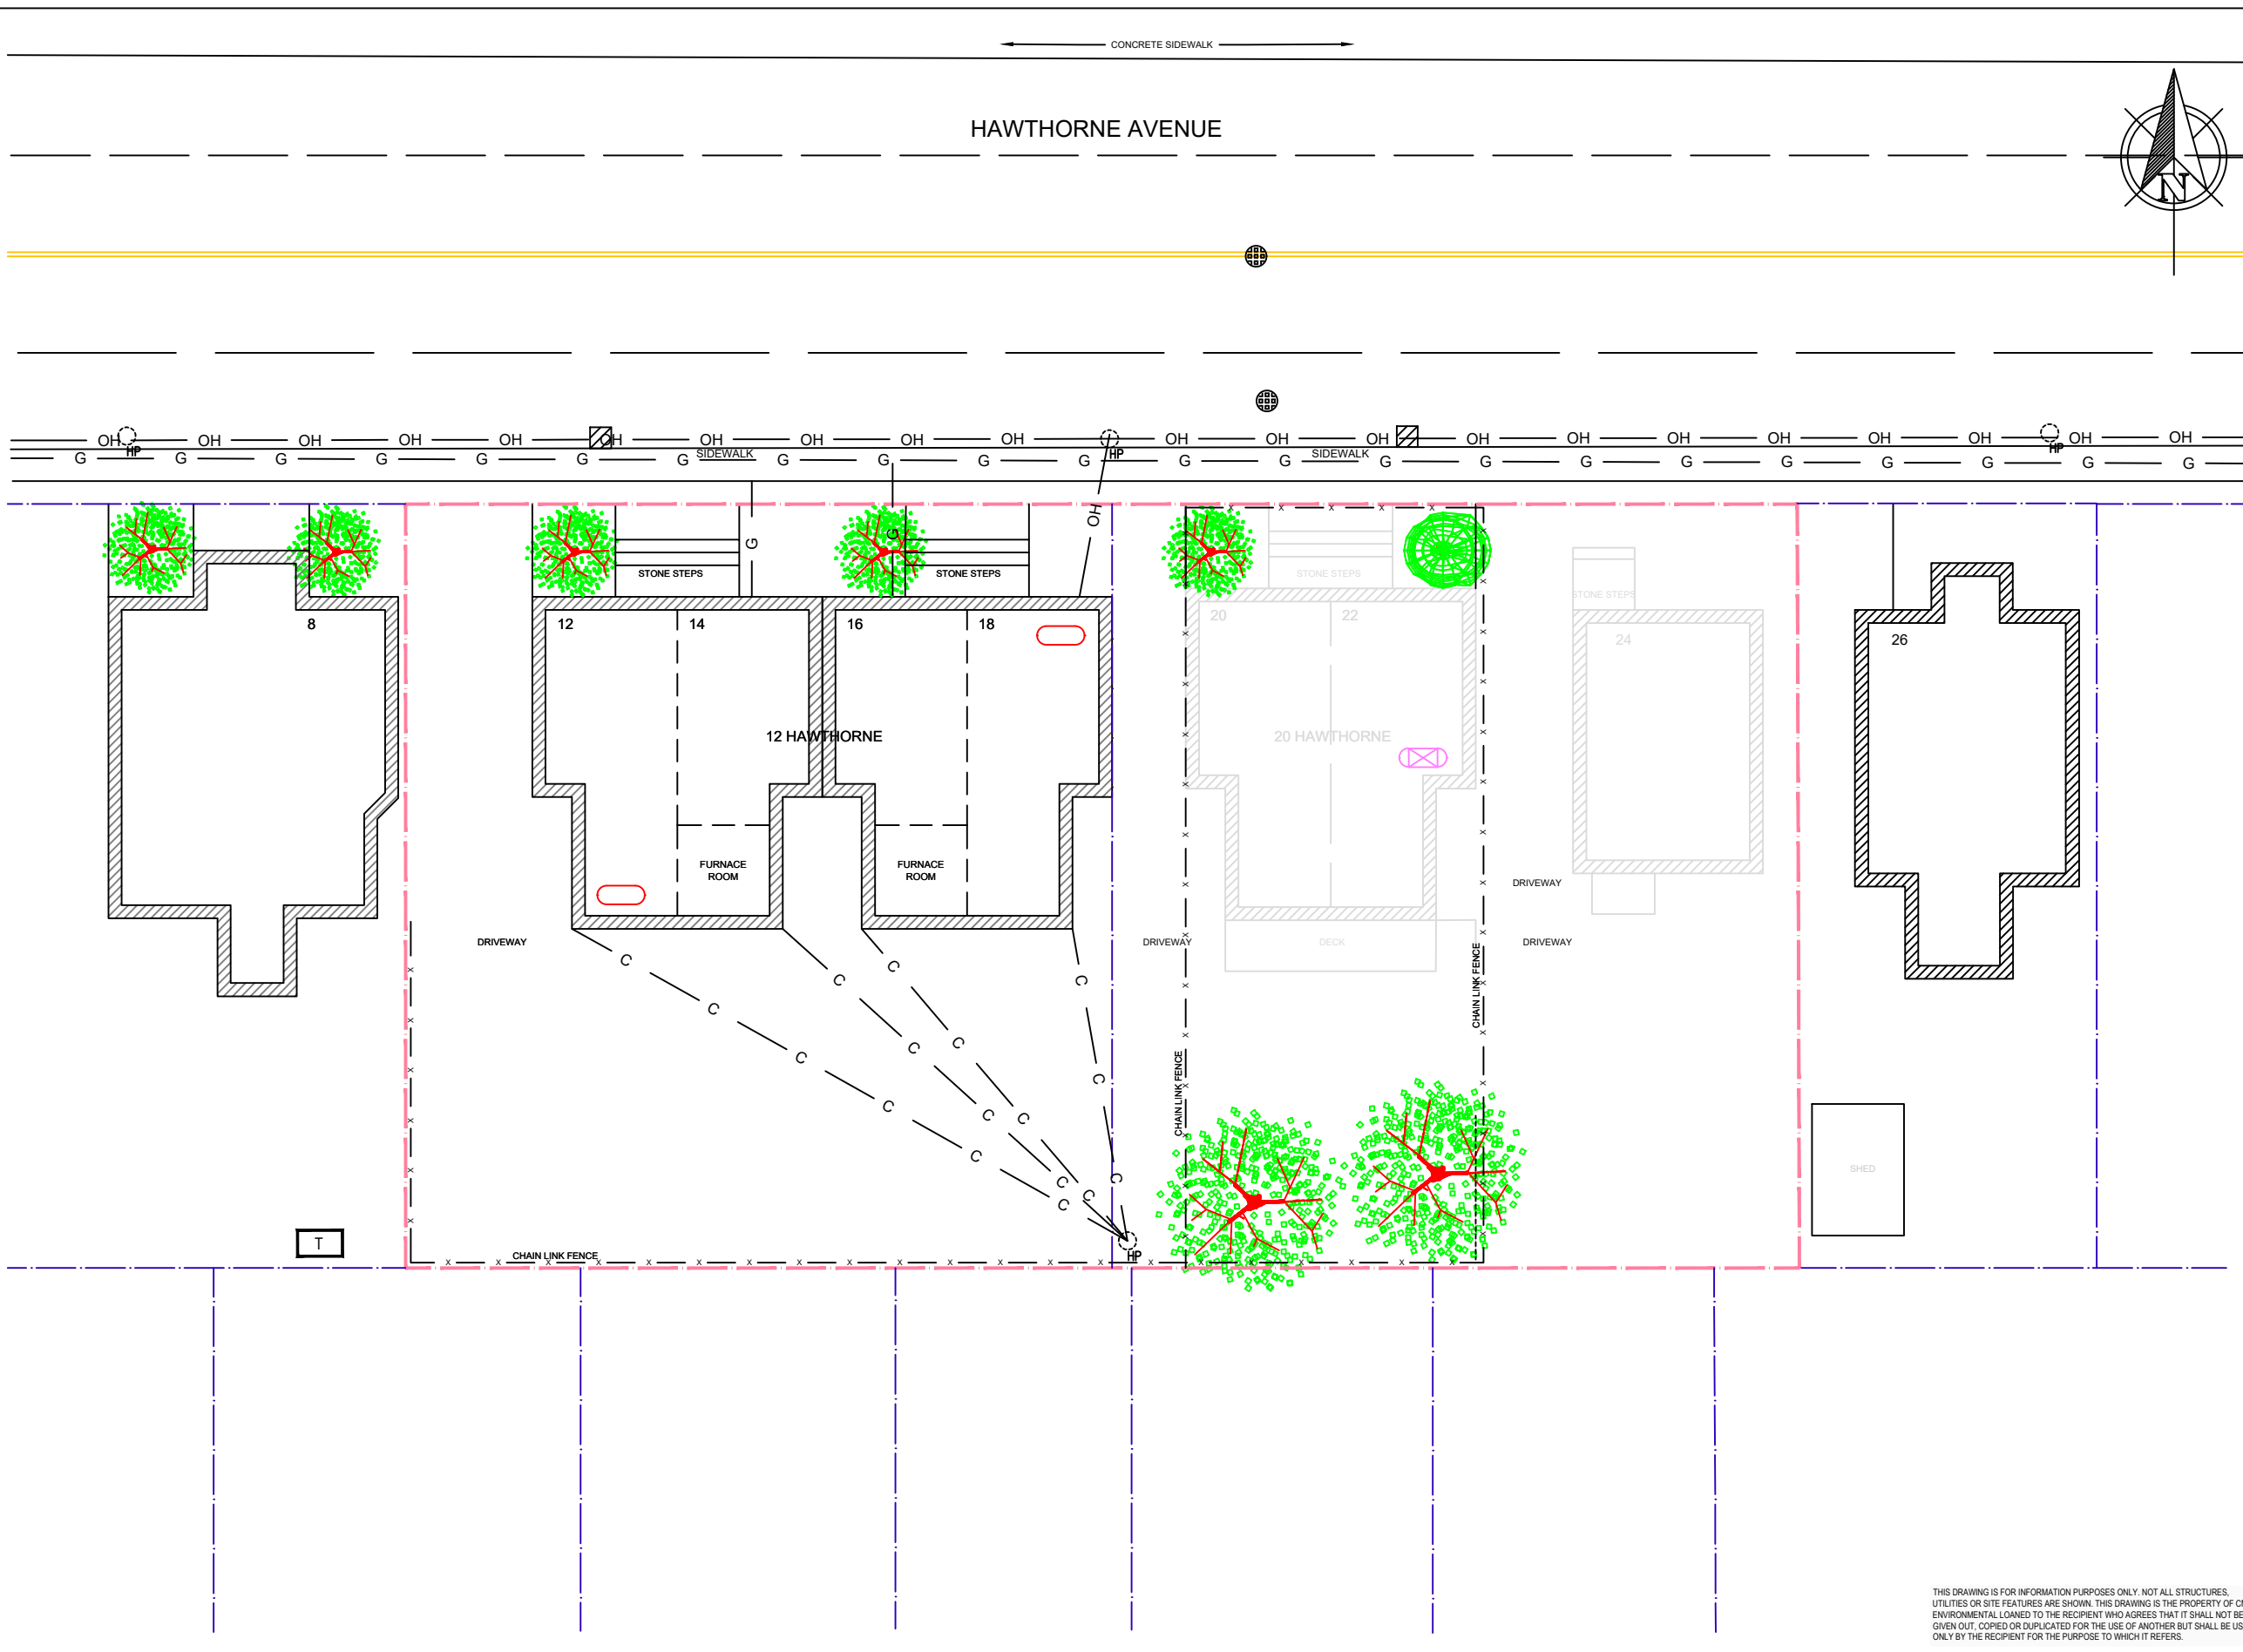 CONCRETE SIDEWALK
HAWTHORNE AVENUE
N
OH OH OH OH OH OH OH OH OH OH OH OH OH OH OH OH OH OH OH OH OH
HP HP HP
SIDEWALK SIDEWALK
G G G G G G G G G G G G G G G G G G G G G G
OH
G G
STONE STEPS STONE STEPS STONE STEPS
STONE STEPS
8 12 14 16 18 20 22 24 26
12 HAWTHORNE 20 HAWTHORNE
FURNACE
ROOM
FURNACE
ROOM
DRIVEWAY
DRIVEWAY DRIVEWAY DECK DRIVEWAY
CHAIN LINK FENCE
CHAIN LINK FENCE
C C C C C C
C C C C
C C C C
C C C
SHED
T
HP
CHAIN LINK FENCE
THIS DRAWING IS FOR INFORMATION PURPOSES ONLY. NOT ALL STRUCTURES,
UTILITIES OR SITE FEATURES ARE SHOWN. THIS DRAWING IS THE PROPERTY OF
ENVIRONMENTAL LOANED TO THE RECIPIENT WHO AGREES THAT IT SHALL NOT BE
GIVEN OUT, COPIED OR DUPLICATED FOR THE USE OF ANOTHER BUT SHALL BE
ONLY BY THE RECIPIENT FOR THE PURPOSE TO WHICH IT REFERS.